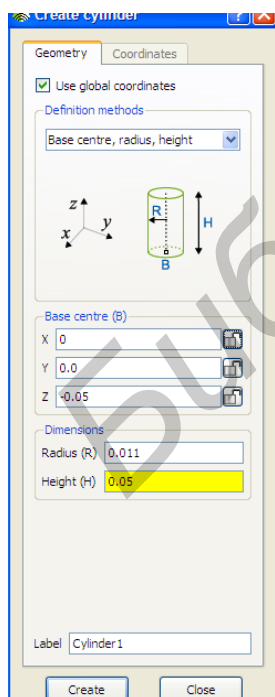 Create cylinder
Geometry Coordinates
Use global coordinates
Definition methods
Base centre, radius, height
z
x y
R H
B
Base centre (B)
X 0
Y 0.0
Z -0.05
Dimensions
Radius (R) 0.011
Height (H) 0.05
Label Cylinder1
Create Close
Биб